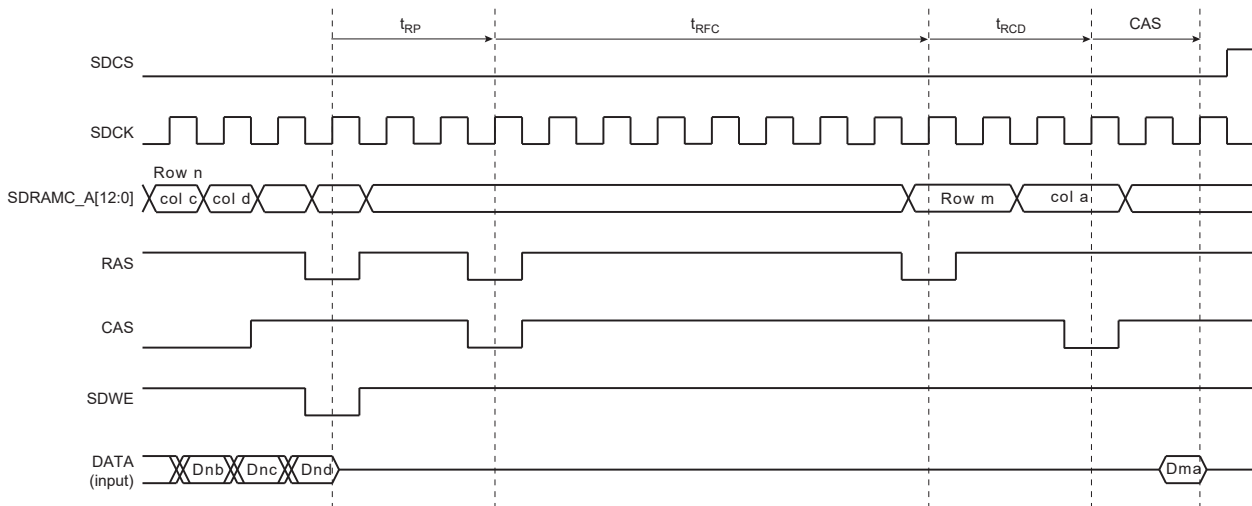 tRP tRFC tRCD CAS
SDCS
SDCK
Row n
SDRAMC_A[12:0] col c col d Row m col a
RAS
CAS
SDWE
DATA
(input) Dnb Dnc Dnd Dma